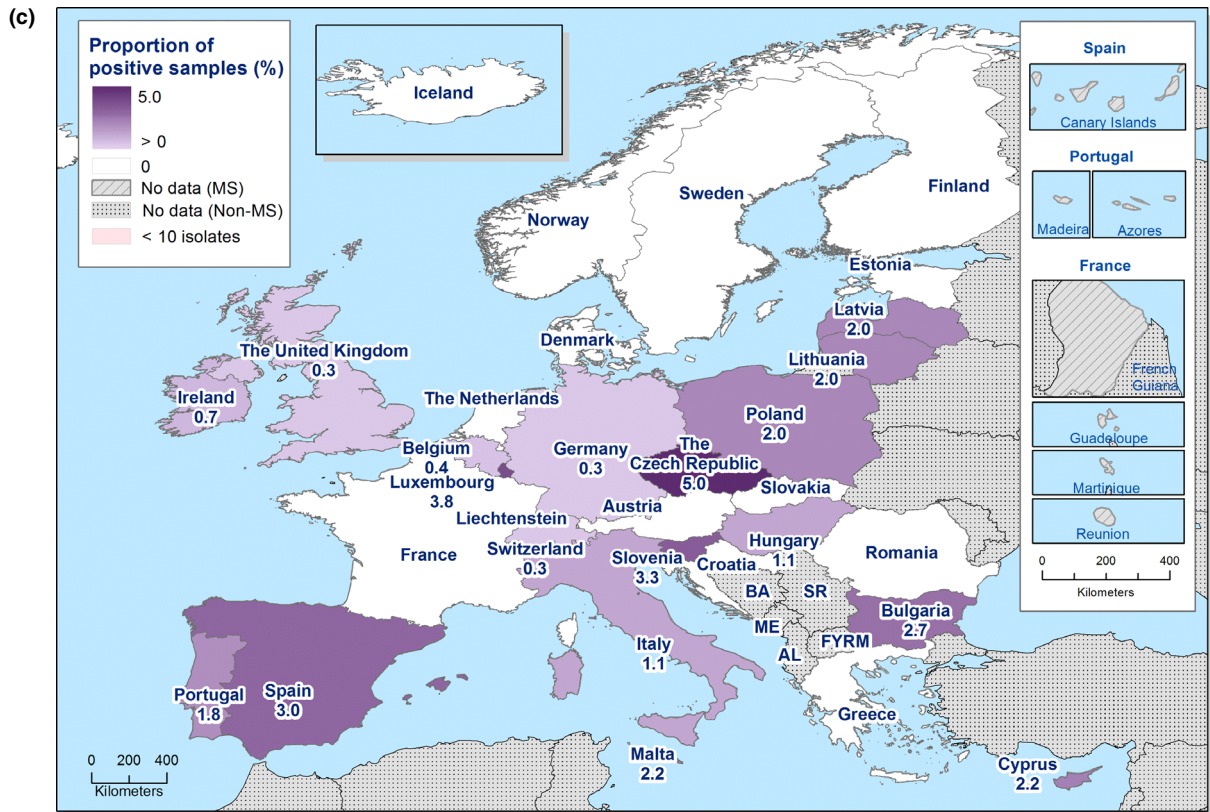 (c)
Proportion of
positive samples (%)
5.0
> 0
0
No data (MS)
No data (Non-MS)
< 10 isolates
Iceland
Norway
Sweden
Finland
Estonia
Latvia
2.0
Lithuania
2.0
Denmark
The United Kingdom
0.3
Ireland
0.7
The Netherlands
Belgium
0.4
Luxembourg
3.8
Germany
0.3
Poland
2.0
The
Czech Republic
5.0
Slovakia
Austria
Liechtenstein
Switzerland
0.3
France
Slovenia
3.3
Croatia
Hungary
1.1
Romania
BA
SR
ME
AL
FYRM
Bulgaria
2.7
Italy
1.1
Portugal
1.8
Spain
3.0
Greece
Malta
2.2
Cyprus
2.2
0 200 400
Kilometers
Spain
Canary Islands
Portugal
Madeira
Azores
France
French
Guiana
Guadeloupe
Martinique
Reunion
0 200 400
Kilometers